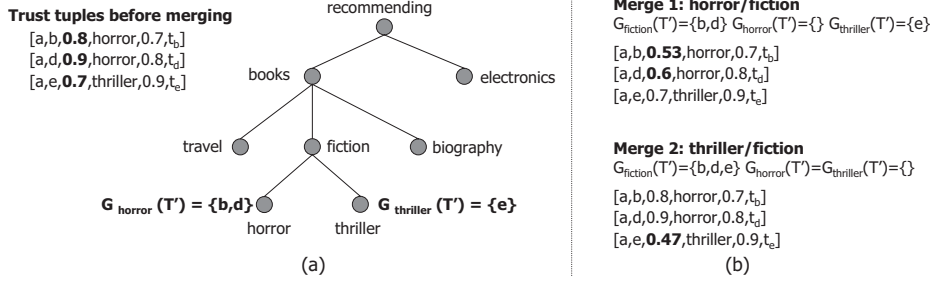 Trust tuples before merging
[a,b,0.8,horror,0.7,t_b]
[a,d,0.9,horror,0.8,t_d]
[a,e,0.7,thriller,0.9,t_e]
recommending
books
electronics
travel
fiction
biography
G_horror (T') = {b,d}
G_thriller (T') = {e}
horror
thriller
(a)
Merge 1: horror/fiction
G_fiction(T')={b,d} G_horror(T')={} G_thriller(T')={e}
[a,b,0.53,horror,0.7,t_b]
[a,d,0.6,horror,0.8,t_d]
[a,e,0.7,thriller,0.9,t_e]
Merge 2: thriller/fiction
G_fiction(T')={b,d,e} G_horror(T')=G_thriller(T')={}
[a,b,0.8,horror,0.7,t_b]
[a,d,0.9,horror,0.8,t_d]
[a,e,0.47,thriller,0.9,t_e]
(b)